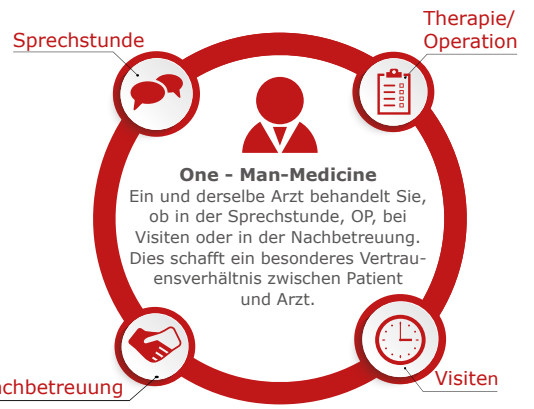 Sprechstunde
Therapie/
Operation
One - Man-Medicine
Ein und derselbe Arzt behandelt Sie,
ob in der Sprechstunde, OP, bei
Visiten oder in der Nachbetreuung.
Dies schafft ein besonderes Vertrau-
ensverhältnis zwischen Patient
und Arzt.
achbetreuung
Visiten